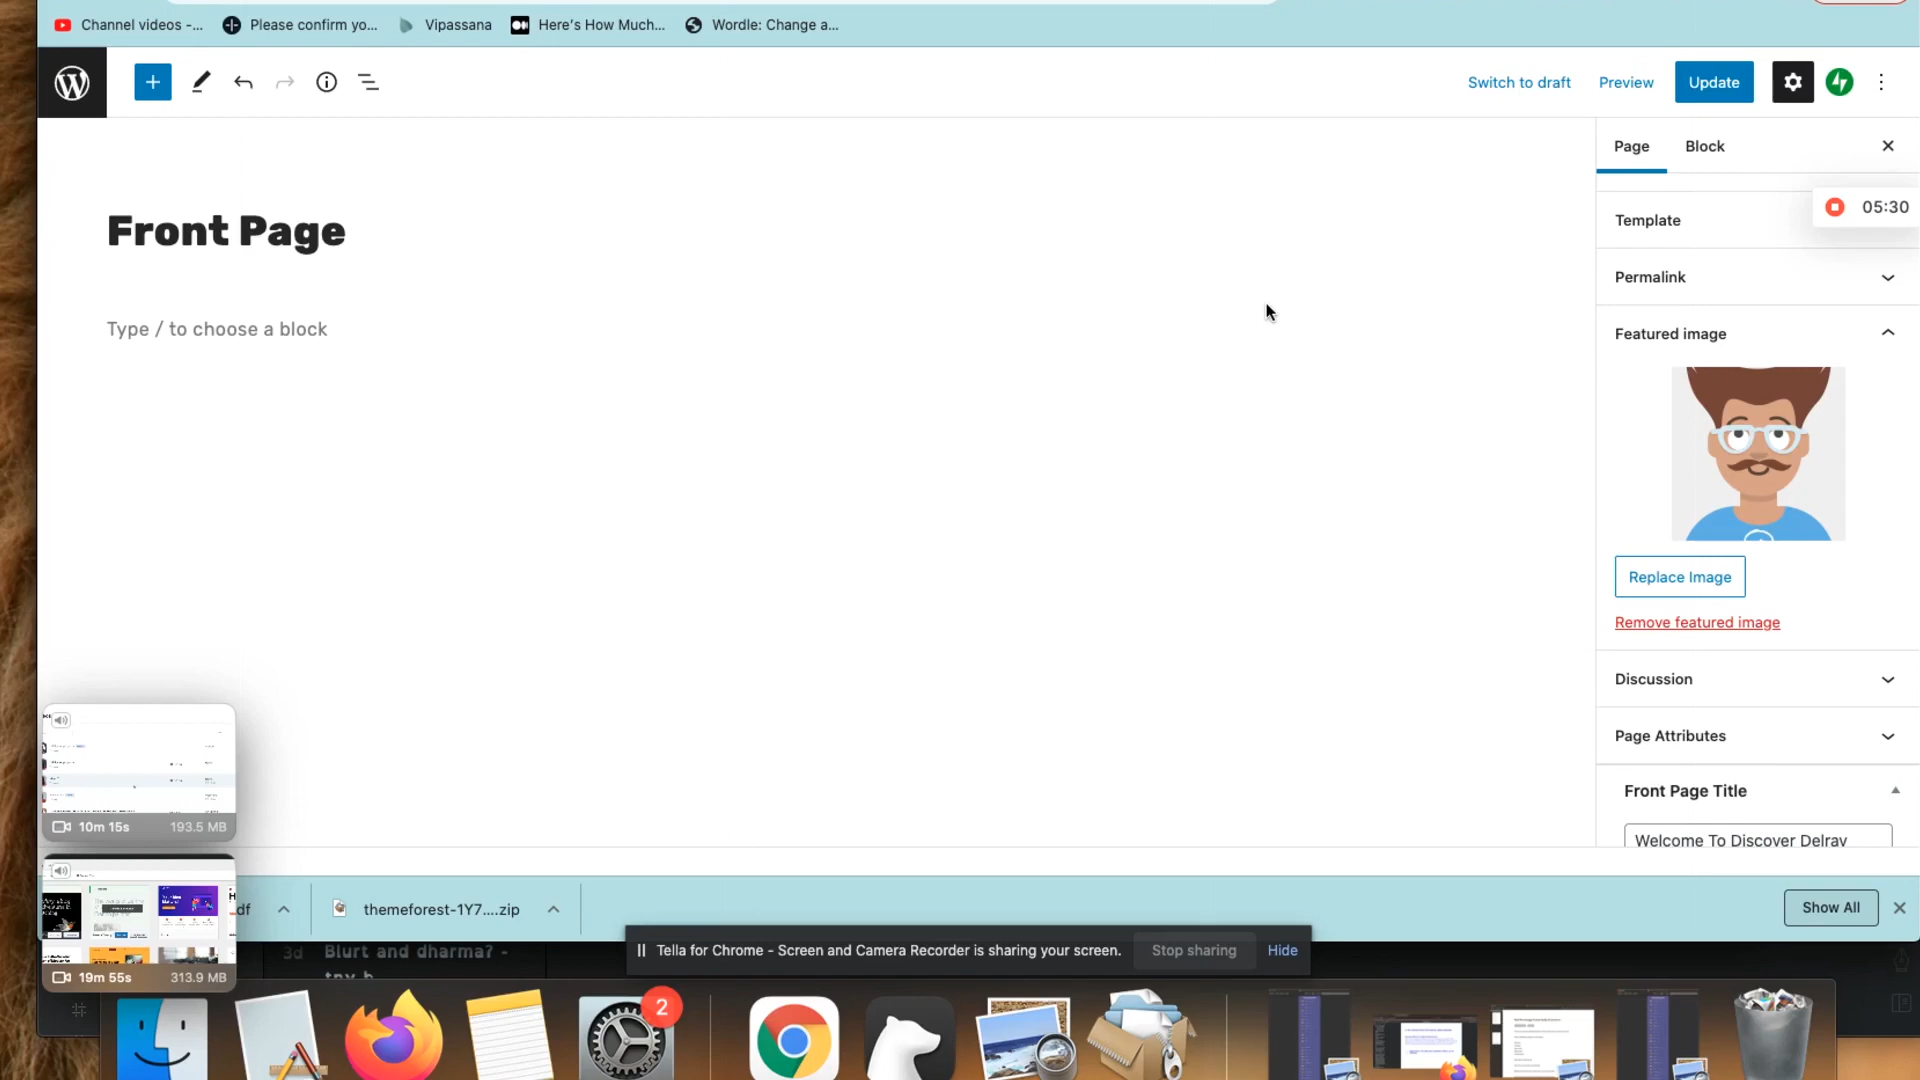 Channel videos -...
Please confirm yo...
Vipassana
Here's How Much...
Wordle: Change a...
Switch to draft
Preview
Update
Page
Block
05:30
Template
Front Page
Permalink
Type / to choose a block
Featured image
Replace Image
Remove featured image
Discussion
Page Attributes
Front Page Title
Welcome To Discover Delray
10m 15s
193.5 MB
df
themeforest-1Y7....zip
Show All
3d
Blurt and dharma? -
Tella for Chrome - Screen and Camera Recorder is sharing your screen.
Stop sharing
Hide
19m 55s
313.9 MB
2